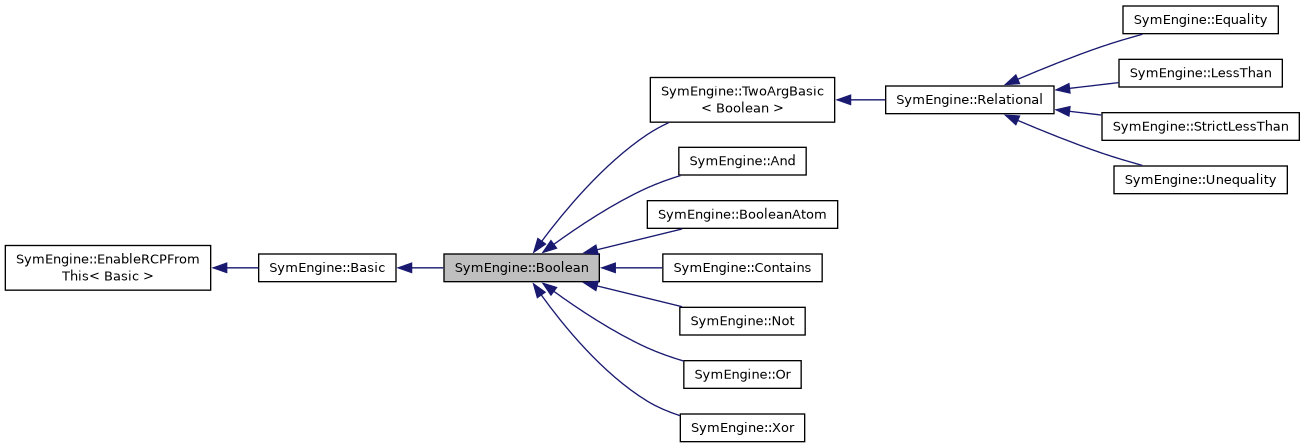 SymEngine::EnableRCPFrom
This< Basic >
SymEngine::Basic
SymEngine::Boolean
SymEngine::TwoArgBasic
< Boolean >
SymEngine::And
SymEngine::BooleanAtom
SymEngine::Contains
SymEngine::Not
SymEngine::Or
SymEngine::Xor
SymEngine::Relational
SymEngine::Equality
SymEngine::LessThan
SymEngine::StrictLessThan
SymEngine::Unequality